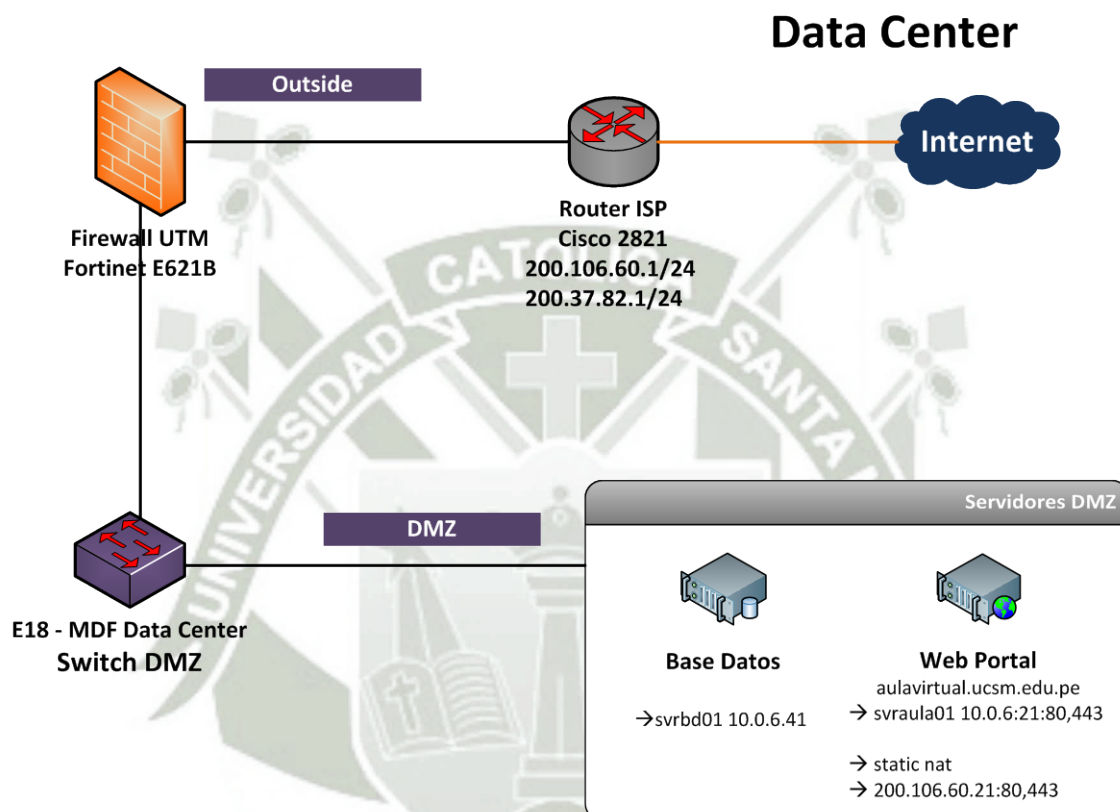 Data Center
Outside
Internet
Firewall UTM
Fortinet E621B
Router ISP
Cisco 2821
200.106.60.1/24
200.37.82.1/24
UNIVERSIDAD
CATOLICA
SANTA
DMZ
E18 - MDF Data Center
Switch DMZ
Servidores DMZ
Base Datos
→svrbd01 10.0.6.41
Web Portal
aulavirtual.ucsm.edu.pe
→ svraula01 10.0.6:21:80,443
→ static nat
→ 200.106.60.21:80,443